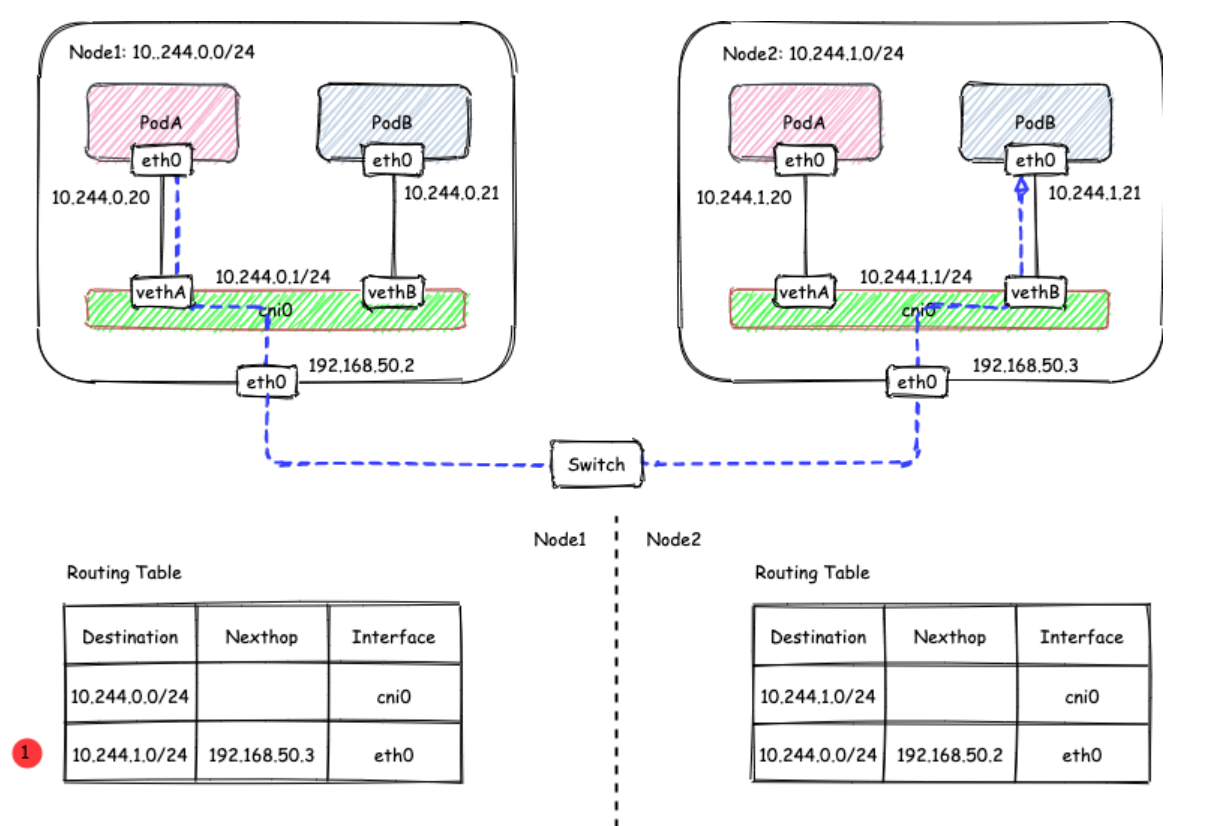 Node1: 10..244.0.0/24
PodA
PodB
eth0
eth0
10.244.0.20
10.244.0.21
10.244.0.1/24
vethA
vethB
cni0
192.168.50.2
eth0
Node2: 10.244.1.0/24
PodA
PodB
eth0
eth0
10.244.1.20
10.244.1.21
10.244.1.1/24
vethA
vethB
cni0
192.168.50.3
eth0
Switch
Node1
Node2
Routing Table
Destination Nexthop Interface
10.244.0.0/24 cni0
1 10.244.1.0/24 192.168.50.3 eth0
Routing Table
Destination Nexthop Interface
10.244.1.0/24 cni0
10.244.0.0/24 192.168.50.2 eth0